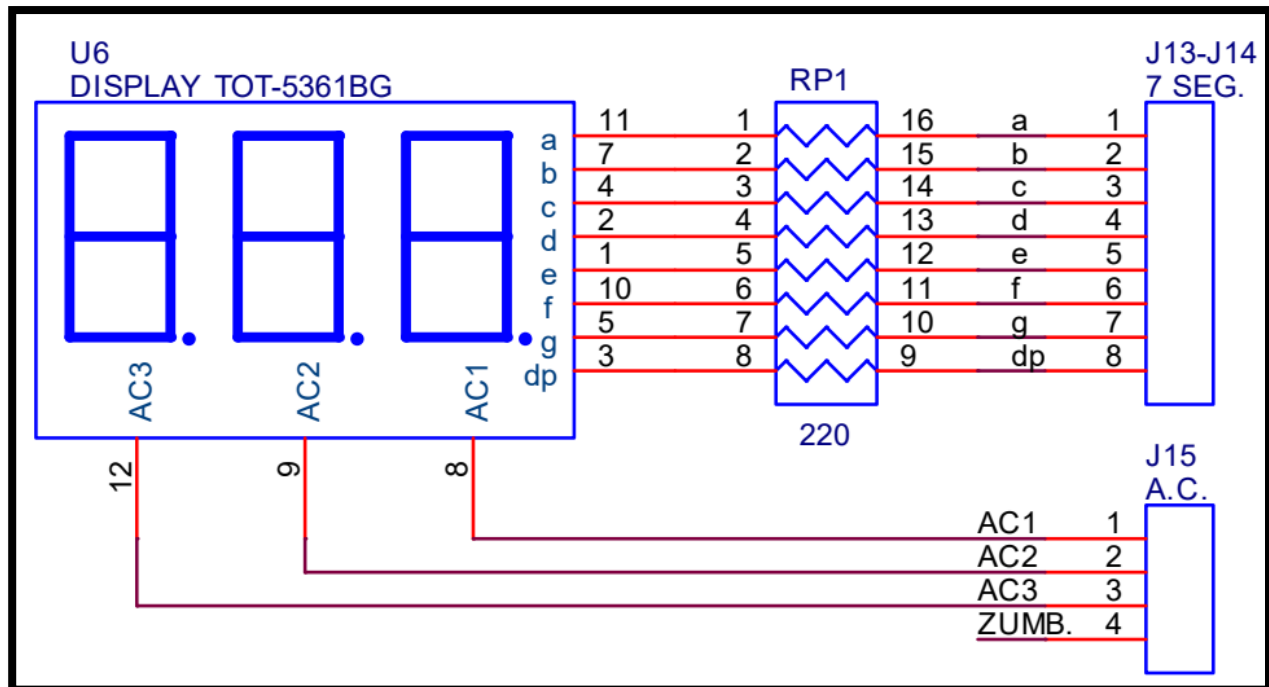 U6
DISPLAY TOT-5361BG
RP1
J13-J14
7 SEG.
a 11 1 16 a 1
b 7 2 15 b 2
c 4 3 14 c 3
d 2 4 13 d 4
e 1 5 12 e 5
f 10 6 11 f 6
g 5 7 10 g 7
dp 3 8 9 dp 8
AC3 AC2 AC1
220
12 9 8
J15
A.C.
AC1 1
AC2 2
AC3 3
ZUMB. 4